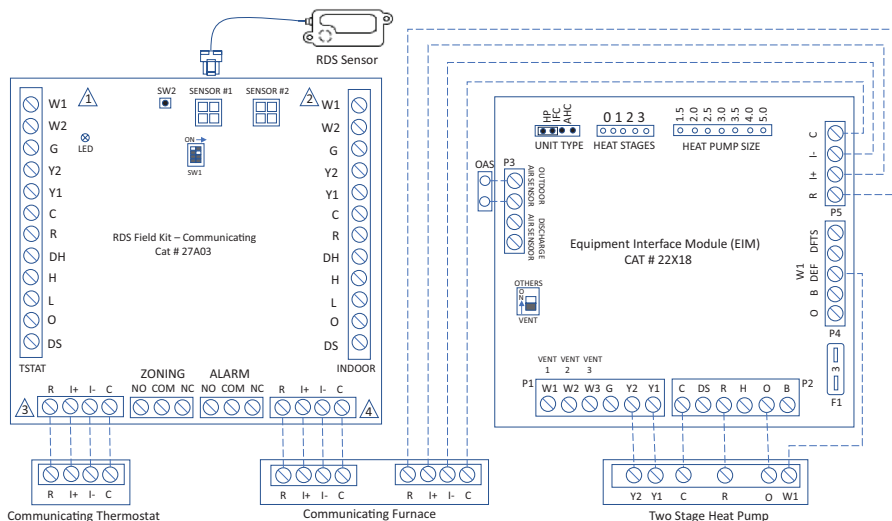 RDS Sensor
SW2
SENSOR #1
SENSOR #2
1
2
LED
ON→
SW1
W1
W2
G
Y2
Y1
C
R
DH
H
L
O
DS
TSTAT
W1
W2
G
Y2
Y1
C
R
DH
H
L
O
DS
INDOOR
RDS Field Kit – Communicating
Cat # 27A03
ZONING
NO COM NC
ALARM
NO COM NC
3
R I+ I- C
R I+ I- C
4
R I+ I- C
Communicating Thermostat
R I+ I- C
R I+ I- C
Communicating Furnace
HP
IFC
AHC
UNIT TYPE
0 1 2 3
HEAT STAGES
1.5
2.0
2.5
3.0
3.5
4.0
5.0
HEAT PUMP SIZE
OAS
P3
OUTDOOR
AIR SENSOR
DISCHARGE
AIR SENSOR
C
I-
I+
R
P5
Equipment Interface Module (EIM)
CAT # 22X18
DFTS
W1
DEF
B
O
P4
OTHERS
ON
VENT
VENT
1
VENT
2
VENT
3
P1
W1 W2 W3 G Y2 Y1
C DS R H O B
P2
3
F1
Y2 Y1 C R O W1
Two Stage Heat Pump